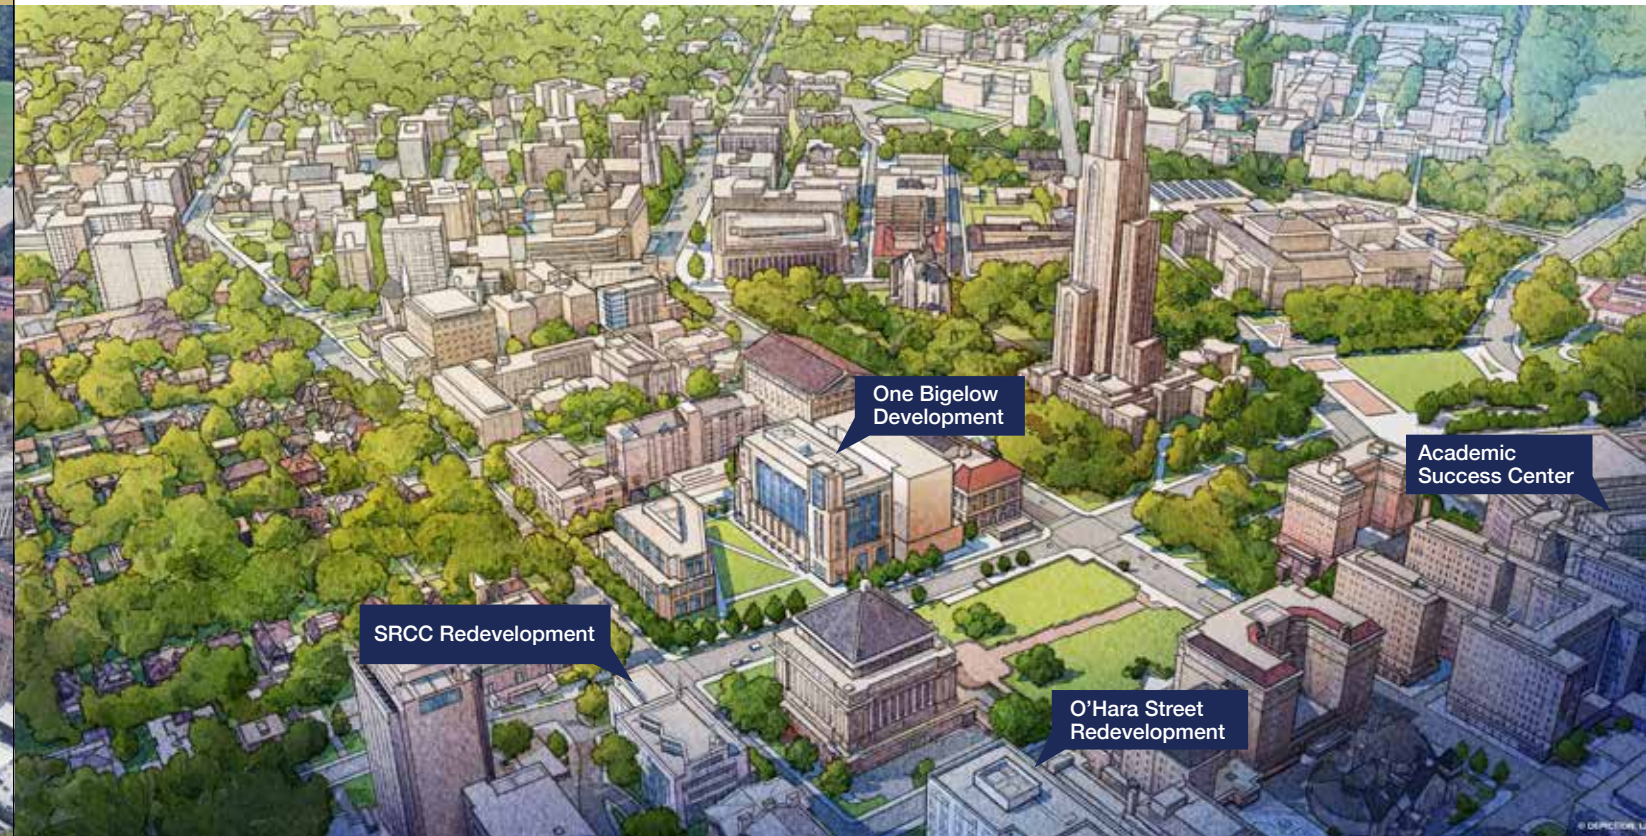 One Bigelow
Development
Academic
Success Center
SRCC Redevelopment
O’Hara Street
Redevelopment